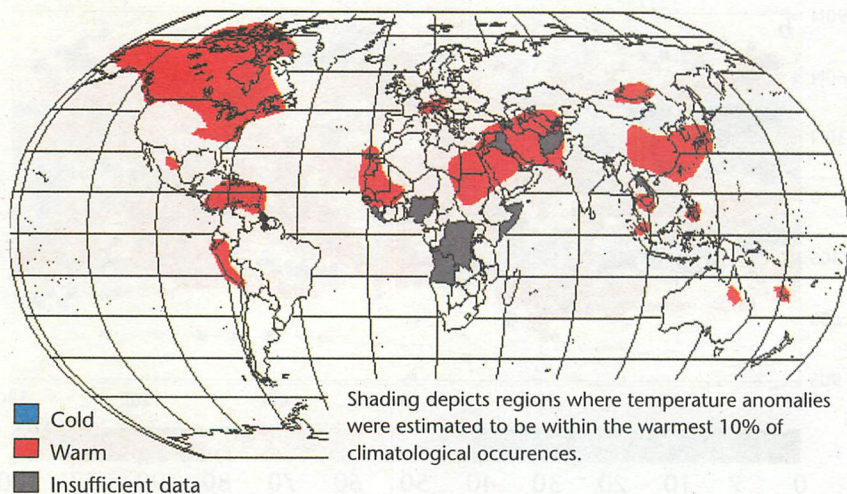 Cold
Warm
Insufficient data
Shading depicts regions where temperature anomalies
were estimated to be within the warmest 10% of
climatological occurences.